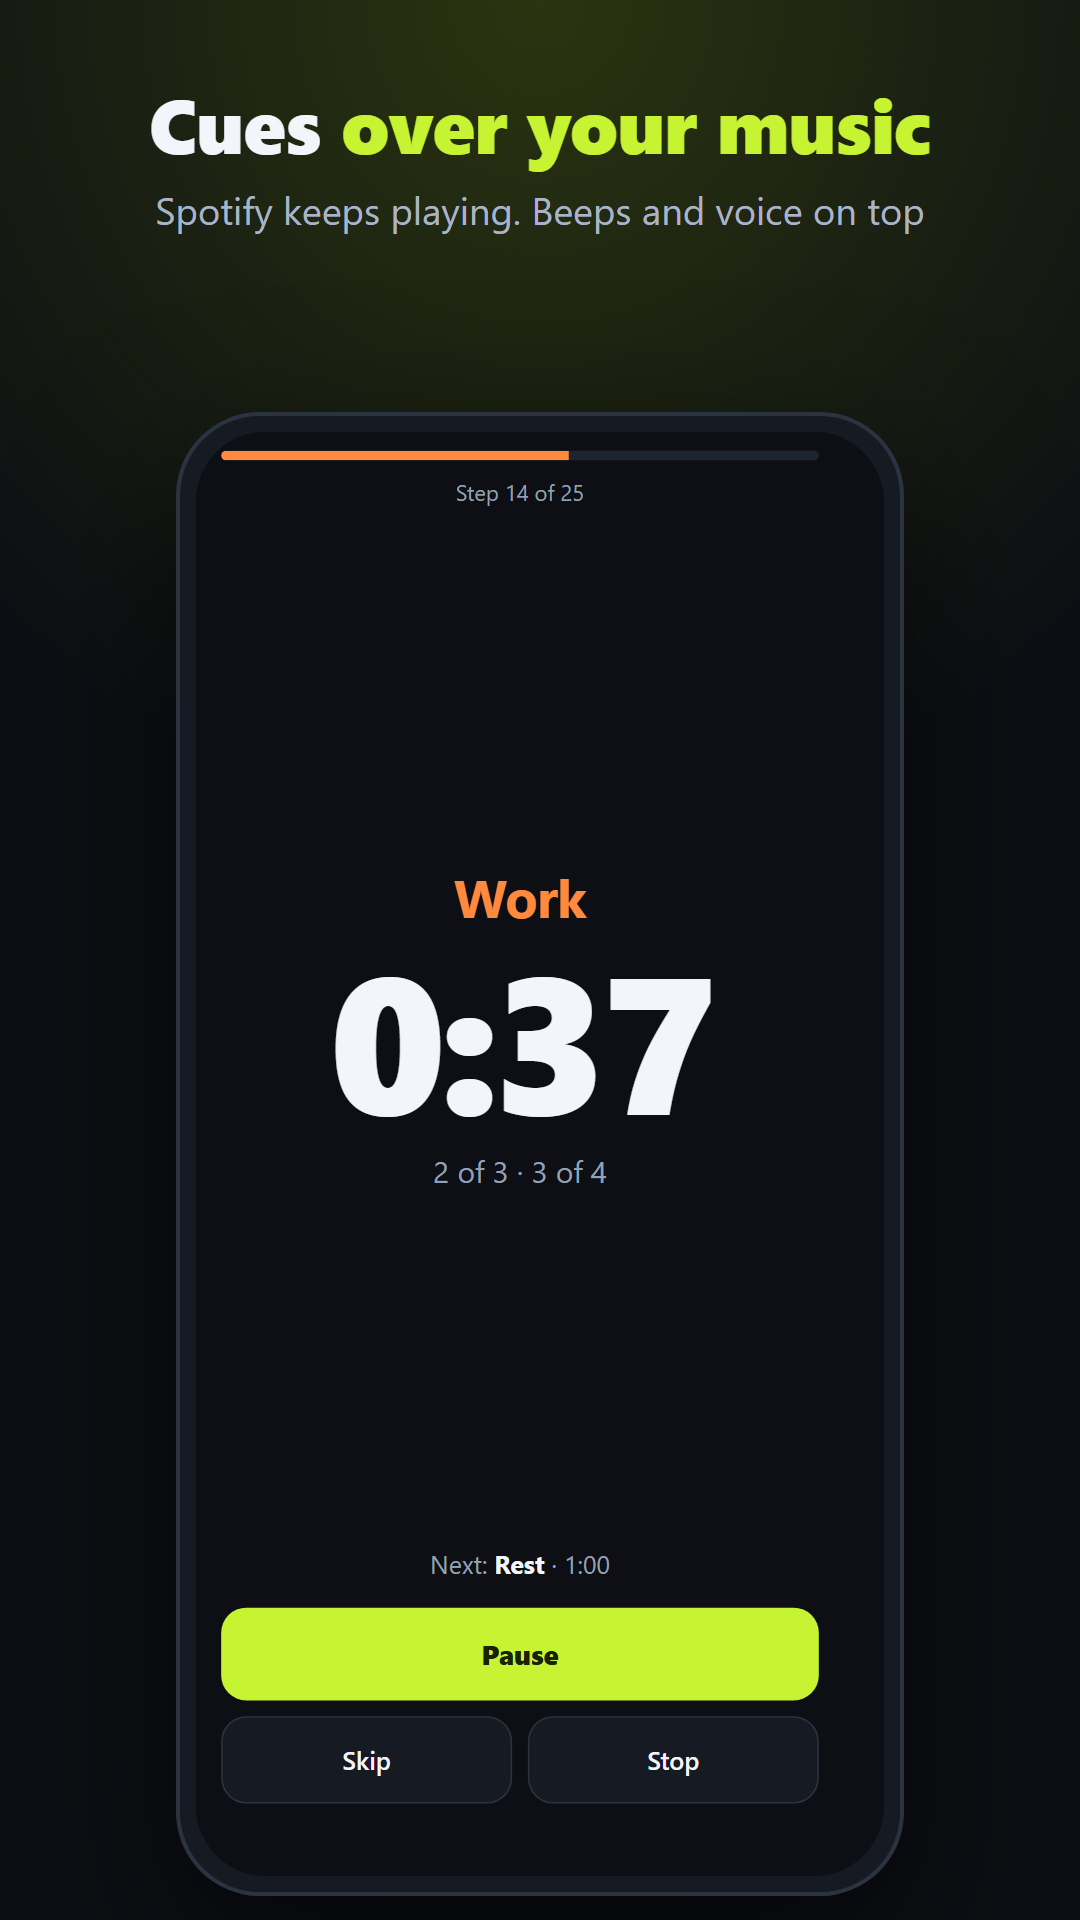 Cues over your music
Spotify keeps playing. Beeps and voice on top
Step 14 of 25
Work
0:37
2 of 3 · 3 of 4
Next: Rest · 1:00
Pause
Skip
Stop